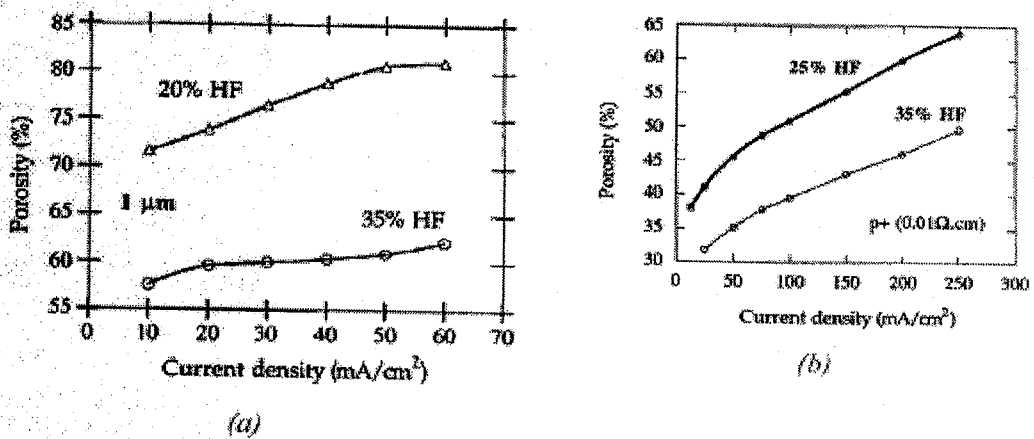 85
80
75
70
65
60
55
Porosity (%)
20% HF
1 μm
35% HF
0 10 20 30 40 50 60 70
Current density (mA/cm²)
(a)
65
60
55
50
45
40
35
30
Porosity (%)
25% HF
35% HF
p+ (0.01Ω.cm)
0 50 100 150 200 250 300
Current density (mA/cm²)
(b)